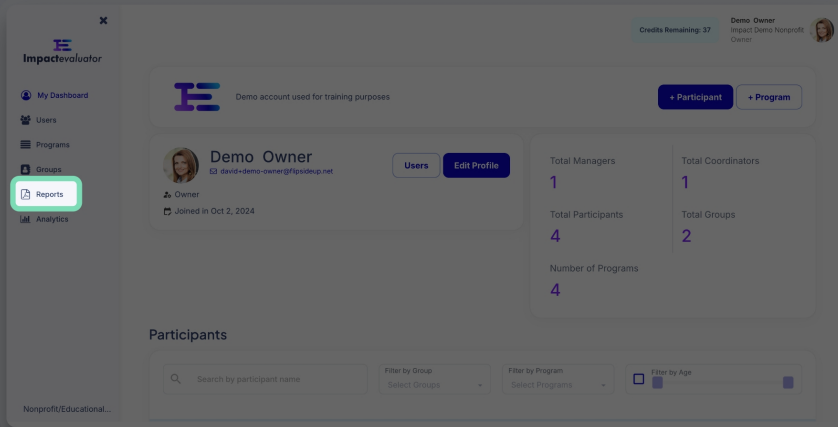 Impactevaluator
My Dashboard
Users
Programs
Groups
Reports
Analytics
Nonprofit/Educational...
Credits Remaining: 37
Demo Owner
Impact Demo Nonprofit
Owner
Demo account used for training purposes
+ Participant
+ Program
Demo Owner
david+demo-owner@flipsideup.net
Users
Edit Profile
Owner
Joined in Oct 2, 2024
Total Managers
1
Total Coordinators
1
Total Participants
4
Total Groups
2
Number of Programs
4
Participants
Search by participant name
Filter by Group
Select Groups
Filter by Program
Select Programs
Filter by Age